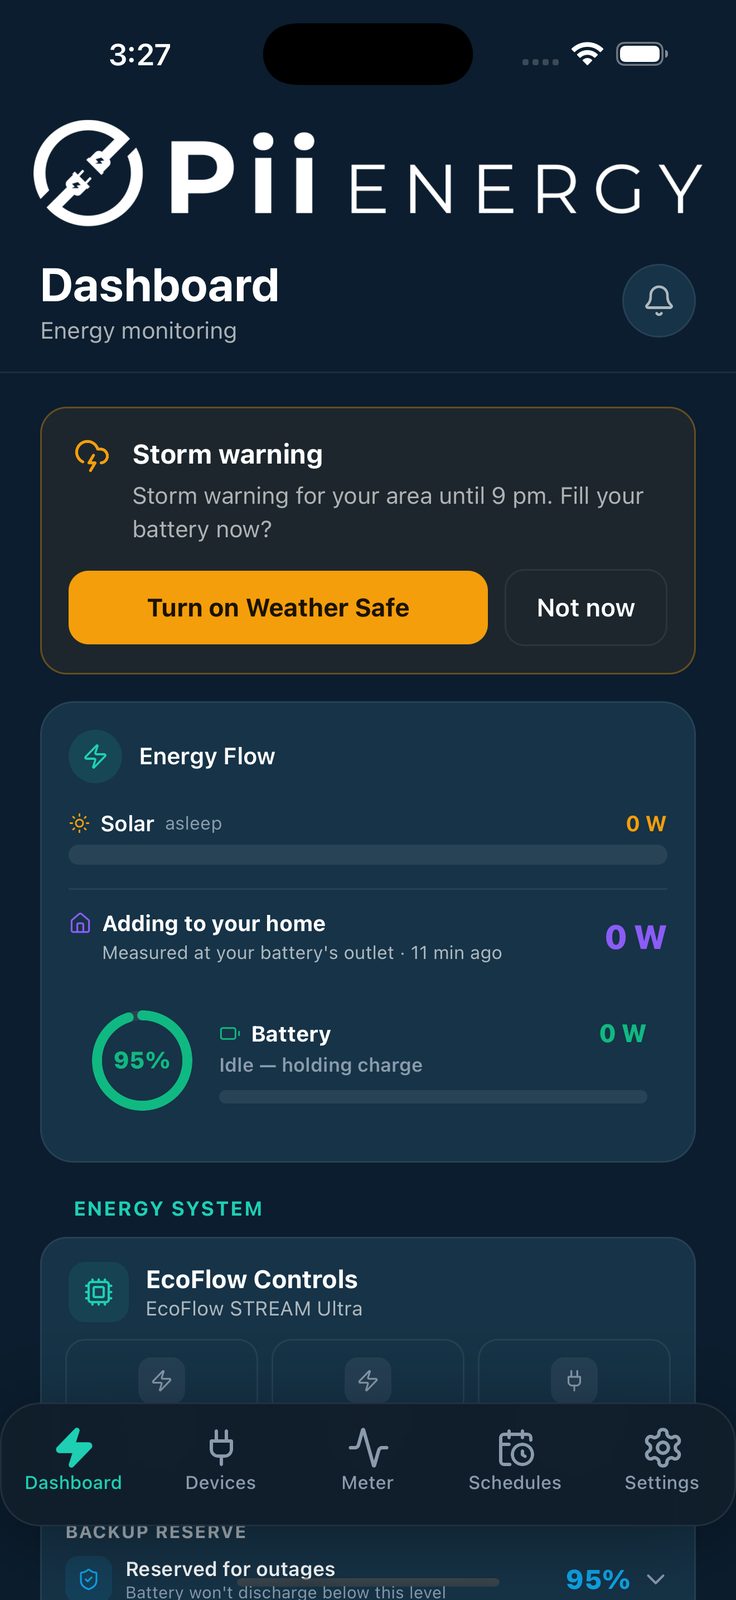 3:27
Pii ENERGY
Dashboard
Energy monitoring
Storm warning
Storm warning for your area until 9 pm. Fill your
battery now?
Turn on Weather Safe
Not now
Energy Flow
Solar asleep
0 W
Adding to your home
Measured at your battery's outlet · 11 min ago
0 W
95%
Battery
0 W
Idle — holding charge
ENERGY SYSTEM
EcoFlow Controls
EcoFlow STREAM Ultra
Dashboard
Devices
Meter
Schedules
Settings
BACKUP RESERVE
Reserved for outages
Battery won't discharge below this level
95%